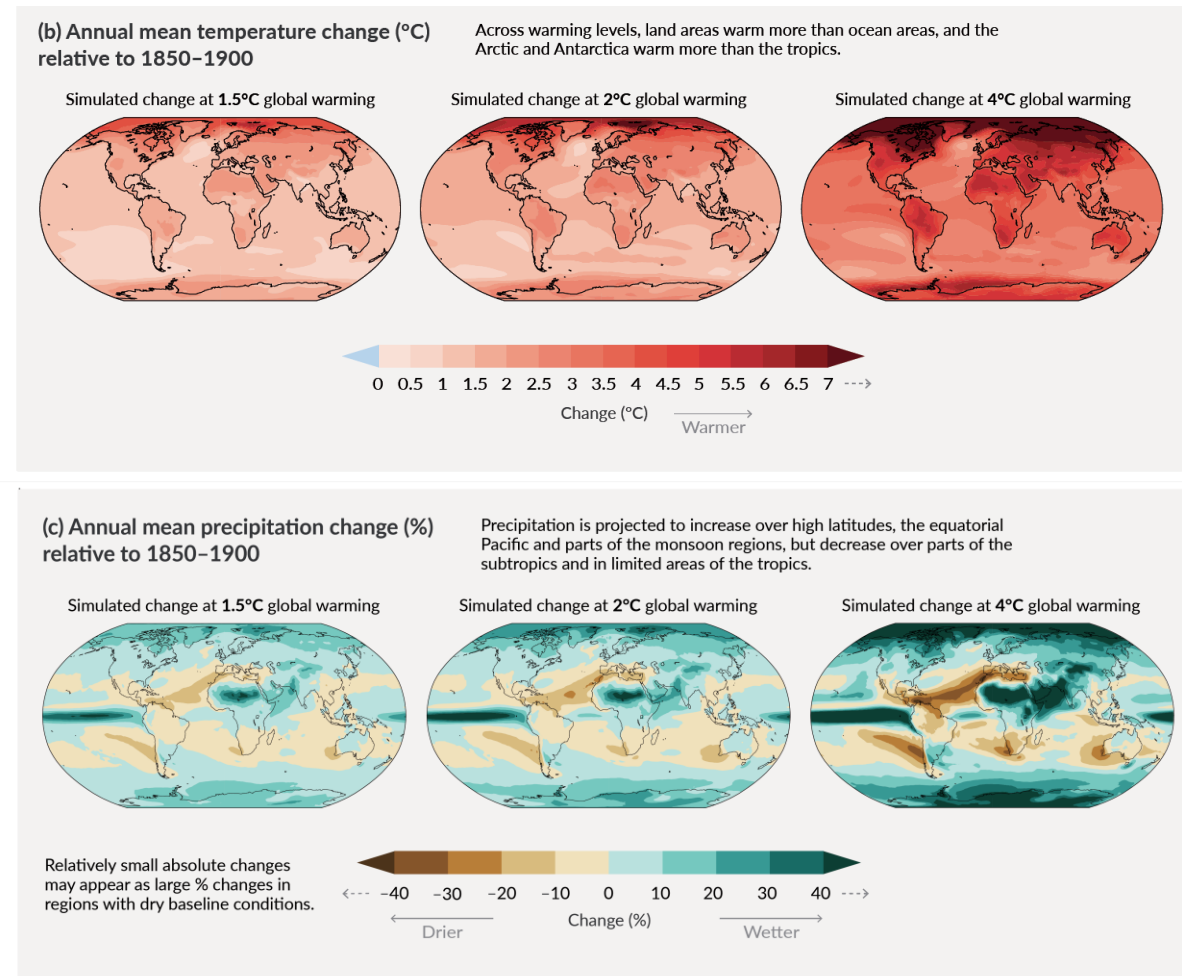 (b) Annual mean temperature change (°C)
relative to 1850–1900
Across warming levels, land areas warm more than ocean areas, and the
Arctic and Antarctica warm more than the tropics.
Simulated change at 1.5°C global warming
Simulated change at 2°C global warming
Simulated change at 4°C global warming
0 0.5 1 1.5 2 2.5 3 3.5 4 4.5 5 5.5 6 6.5 7
Change (°C)
Warmer
(c) Annual mean precipitation change (%)
relative to 1850–1900
Precipitation is projected to increase over high latitudes, the equatorial
Pacific and parts of the monsoon regions, but decrease over parts of the
subtropics and in limited areas of the tropics.
Simulated change at 1.5°C global warming
Simulated change at 2°C global warming
Simulated change at 4°C global warming
Relatively small absolute changes
may appear as large % changes in
regions with dry baseline conditions.
–40 –30 –20 –10 0 10 20 30 40
Change (%)
Drier
Wetter